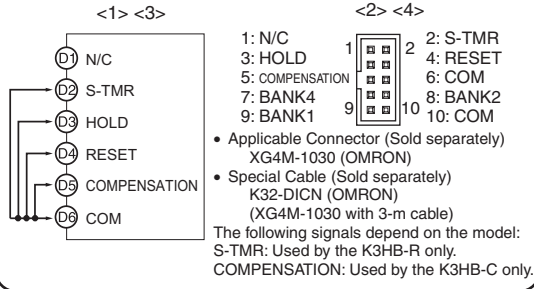 <1> <3>
D1 N/C
D2 S-TMR
D3 HOLD
D4 RESET
D5 COMPENSATION
D6 COM
<2> <4>
1: N/C
3: HOLD
5: COMPENSATION
7: BANK4
9: BANK1
1 2
9 10
2: S-TMR
4: RESET
6: COM
8: BANK2
10: COM
• Applicable Connector (Sold separately)
XG4M-1030 (OMRON)
• Special Cable (Sold separately)
K32-DICN (OMRON)
(XG4M-1030 with 3-m cable)
The following signals depend on the model:
S-TMR: Used by the K3HB-R only.
COMPENSATION: Used by the K3HB-C only.